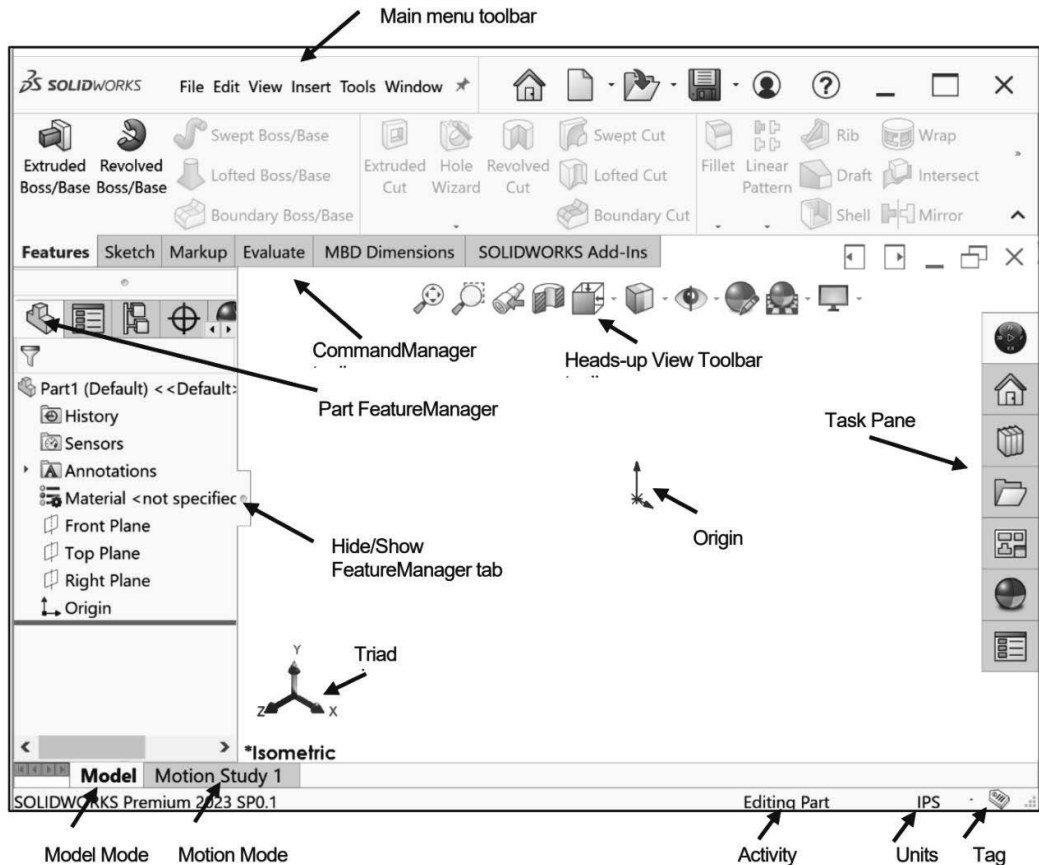 Main menu toolbar
SOLIDWORKS File Edit View Insert Tools Window
Extruded Boss/Base
Revolved Boss/Base
Swept Boss/Base
Lofted Boss/Base
Boundary Boss/Base
Extruded Cut
Hole Wizard
Revolved Cut
Swept Cut
Lofted Cut
Boundary Cut
Fillet
Linear Pattern
Rib
Draft
Shell
Wrap
Intersect
Mirror
Features Sketch Markup Evaluate MBD Dimensions SOLIDWORKS Add-Ins
CommandManager
Heads-up View Toolbar
Part FeatureManager
Task Pane
Part1 (Default) <<Default>
History
Sensors
Annotations
Material <not specified
Front Plane
Top Plane
Right Plane
Origin
Origin
Hide/Show
FeatureManager tab
Triad
Y
Z
X
*Isometric
Model Motion Study 1
SOLIDWORKS Premium 2023 SP0.1 Editing Part IPS
Model Mode Motion Mode Activity Units Tag